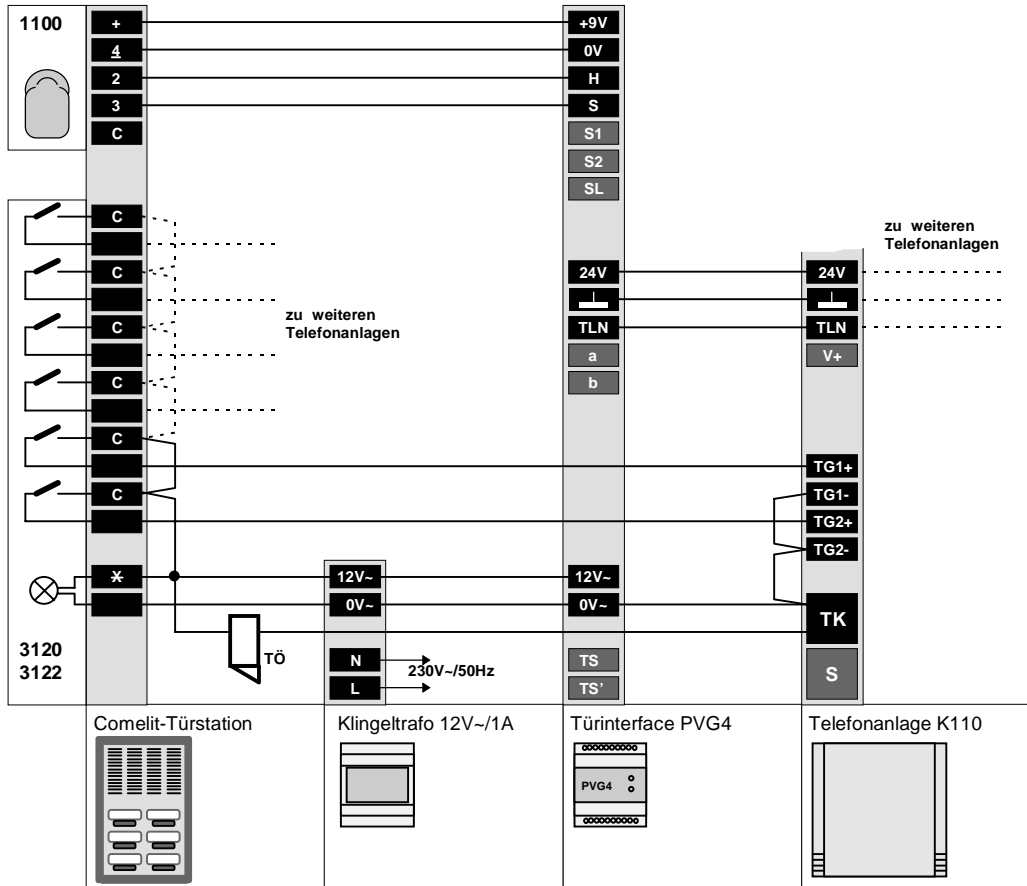 1100
+
4
2
3
C
+9V
0V
H
S
S1
S2
SL
C
C
C
C
C
C
zu weiteren
Telefonanlagen
zu weiteren
Telefonanlagen
24V
TLN
a
b
24V
TLN
V+
TG1+
TG1-
TG2+
TG2-
TK
S
12V~
0V~
12V~
0V~
TÖ
N
L
230V~/50Hz
TS
TS'
3120
3122
Comelit-Türstation
Klingeltrafo 12V~/1A
Türinterface PVG4
Telefonanlage K110
PVG4